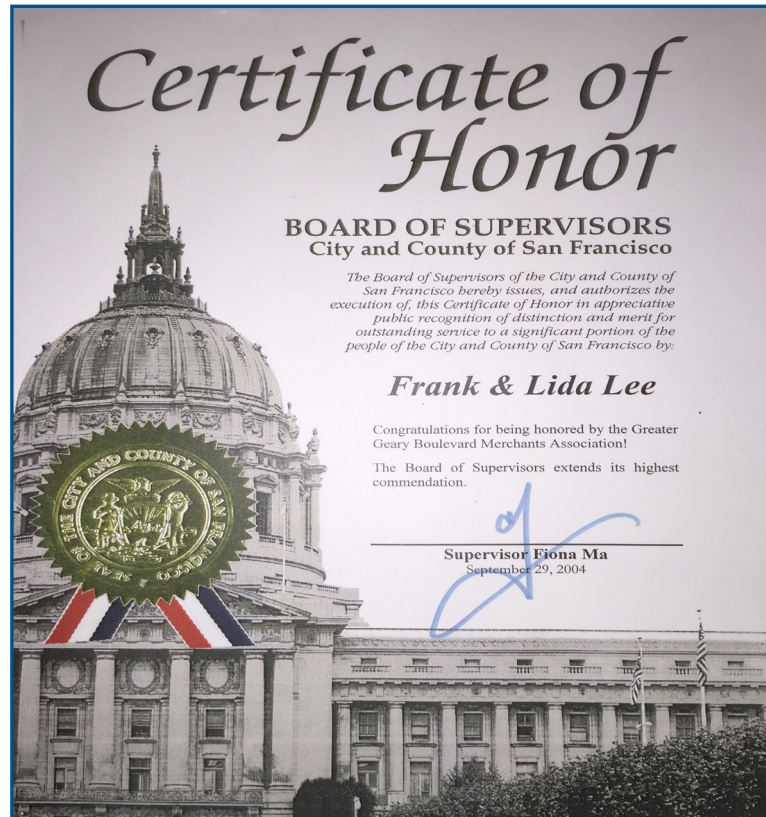 Certificate of
Honor
BOARD OF SUPERVISORS
City and County of San Francisco
The Board of Supervisors of the City and County of
San Francisco hereby issues, and authorizes the
execution of, this Certificate of Honor in appreciative
public recognition of distinction and merit for
outstanding service to a significant portion of the
people of the City and County of San Francisco by:
Frank & Lida Lee
Congratulations for being honored by the Greater
Geary Boulevard Merchants Association!
The Board of Supervisors extends its highest
commendation.
Supervisor Fiona Ma
September 29, 2004
SEAL OF THE CITY AND COUNTY OF SAN FRANCISCO